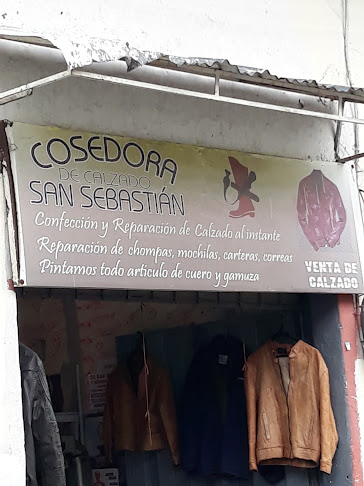 COSEDORA
DE CALZADO
SAN SEBASTIÁN
Confección y Reparación de Calzado al instante
Reparación de chompas, mochilas, carteras, correas
Pintamos todo articulo de cuero y gamuza
VENTA DE
CALZADO